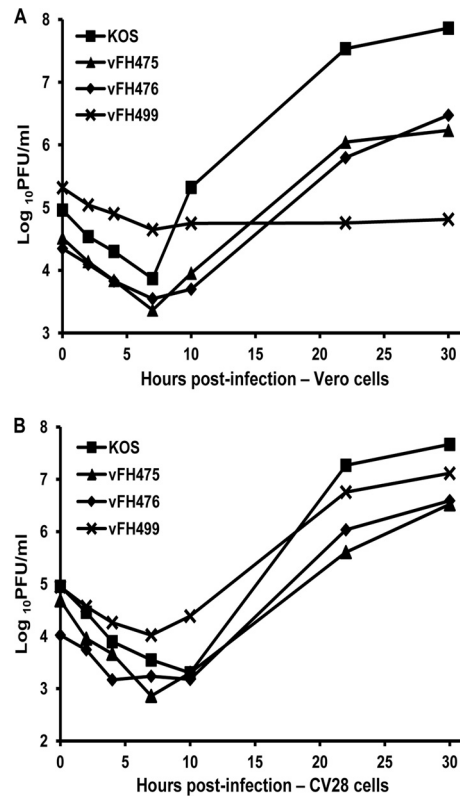 A
8
7
6
5
4
3
Log 10PFU/ml
KOS
vFH475
vFH476
vFH499
0 5 10 15 20 25 30
Hours post-infection – Vero cells
B
8
7
6
5
4
3
2
Log 10PFU/ml
KOS
vFH475
vFH476
vFH499
0 5 10 15 20 25 30
Hours post-infection – CV28 cells